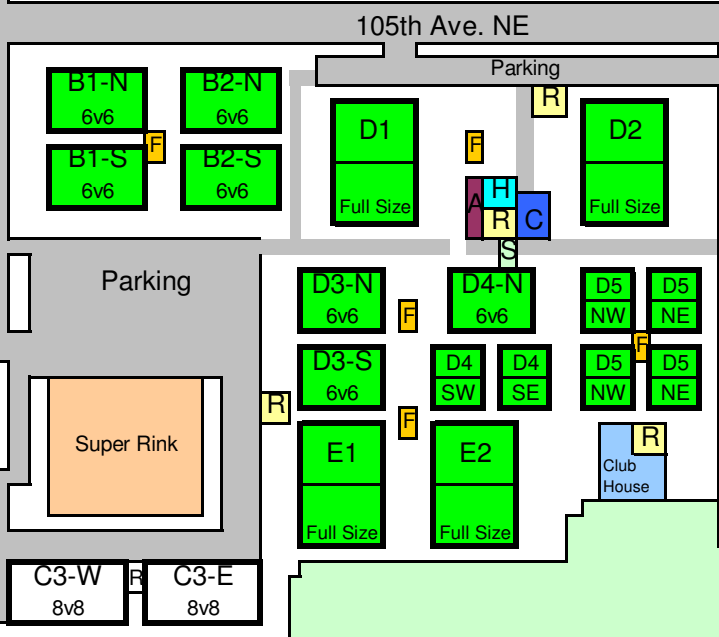 105th Ave. NE
Parking
B1-N
6v6
B2-N
6v6
R
D1
Full Size
D2
Full Size
F
F
B1-S
6v6
B2-S
6v6
A
H
R
C
S
Parking
D3-N
6v6
D4-N
6v6
D5
NW
D5
NE
F
F
D3-S
6v6
D4
SW
D4
SE
D5
NW
D5
NE
R
F
Super Rink
E1
Full Size
E2
Full Size
R
Club
House
C3-W
8v8
R
C3-E
8v8